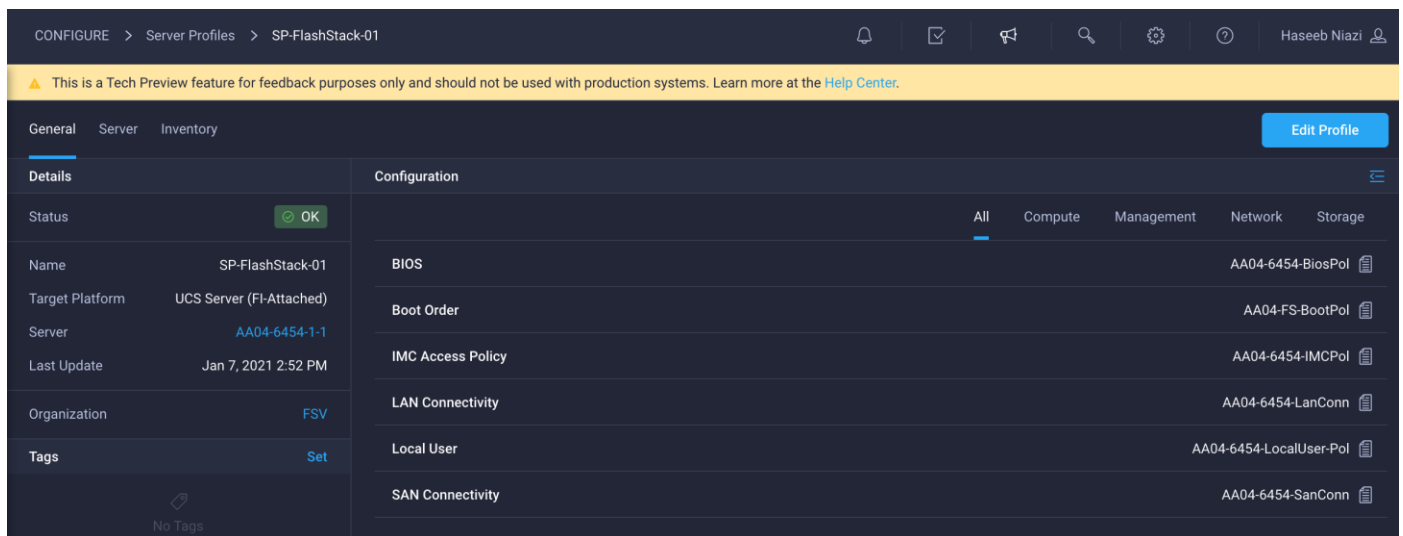 CONFIGURE > Server Profiles > SP-FlashStack-01
Haseeb Niazi
This is a Tech Preview feature for feedback purposes only and should not be used with production systems. Learn more at the Help Center.
General Server Inventory
Edit Profile
Details
Status OK
Name SP-FlashStack-01
Target Platform UCS Server (FI-Attached)
Server AA04-6454-1-1
Last Update Jan 7, 2021 2:52 PM
Organization FSV
Tags Set
No Tags
Configuration
All Compute Management Network Storage
BIOS AA04-6454-BiosPol
Boot Order AA04-FS-BootPol
IMC Access Policy AA04-6454-IMCPol
LAN Connectivity AA04-6454-LanConn
Local User AA04-6454-LocalUser-Pol
SAN Connectivity AA04-6454-SanConn